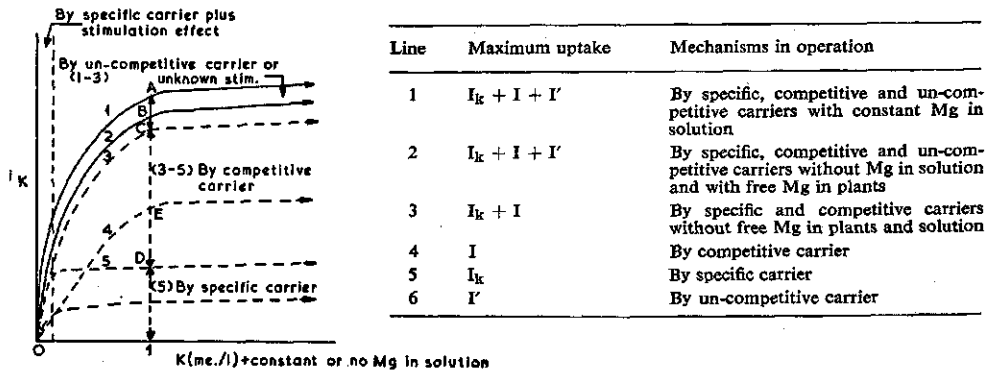 By specific carrier plus
stimulation effect
By un-competitive carrier or
(1-3) unknown stim.
A
1
B
2
C
3
iK
(3-5) By competitive
carrier
4
E
5
D
(5) By specific carrier
O
1
K(me./l)+constant or no Mg in solution
Line Maximum uptake Mechanisms in operation
1 Ik + I + I′ By specific, competitive and un-com-
petitive carriers with constant Mg in
solution
2 Ik + I + I′ By specific, competitive and un-com-
petitive carriers without Mg in solution
and with free Mg in plants
3 Ik + I By specific and competitive carriers
without free Mg in plants and solution
4 I By competitive carrier
5 Ik By specific carrier
6 I′ By un-competitive carrier